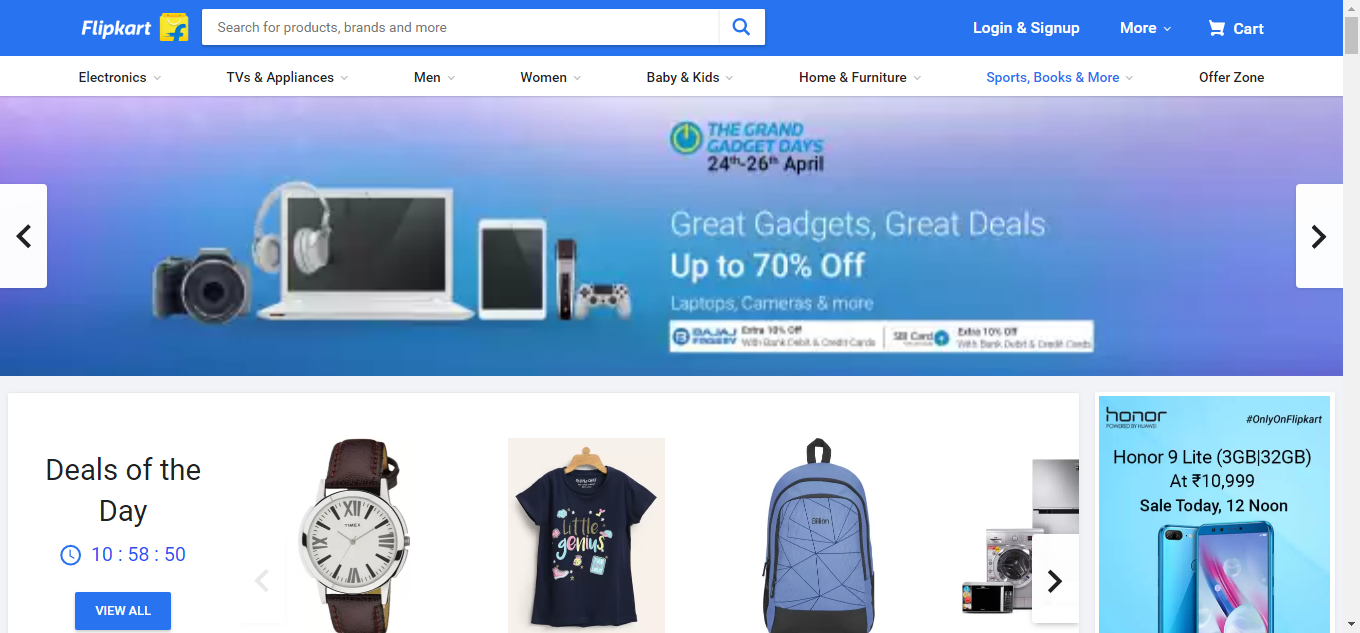 Flipkart
Search for products, brands and more
Login & Signup
More
Cart
Electronics
TVs & Appliances
Men
Women
Baby & Kids
Home & Furniture
Sports, Books & More
Offer Zone
THE GRAND
GADGET DAYS
24th-26th April
Great Gadgets, Great Deals
Up to 70% Off
Laptops, Cameras & more
BAJAJ
FINSERV
Extra 10% Off
With Bank Debit & Credit Cards
SBI Card
Extra 10% Off
With Bank Debit & Credit Cards
Deals of the
Day
10 : 58 : 50
VIEW ALL
TIMEX
little
genius
Billion
honor
POWERED BY HUAWEI
#OnlyOnFlipkart
Honor 9 Lite (3GB|32GB)
At ₹10,999
Sale Today, 12 Noon